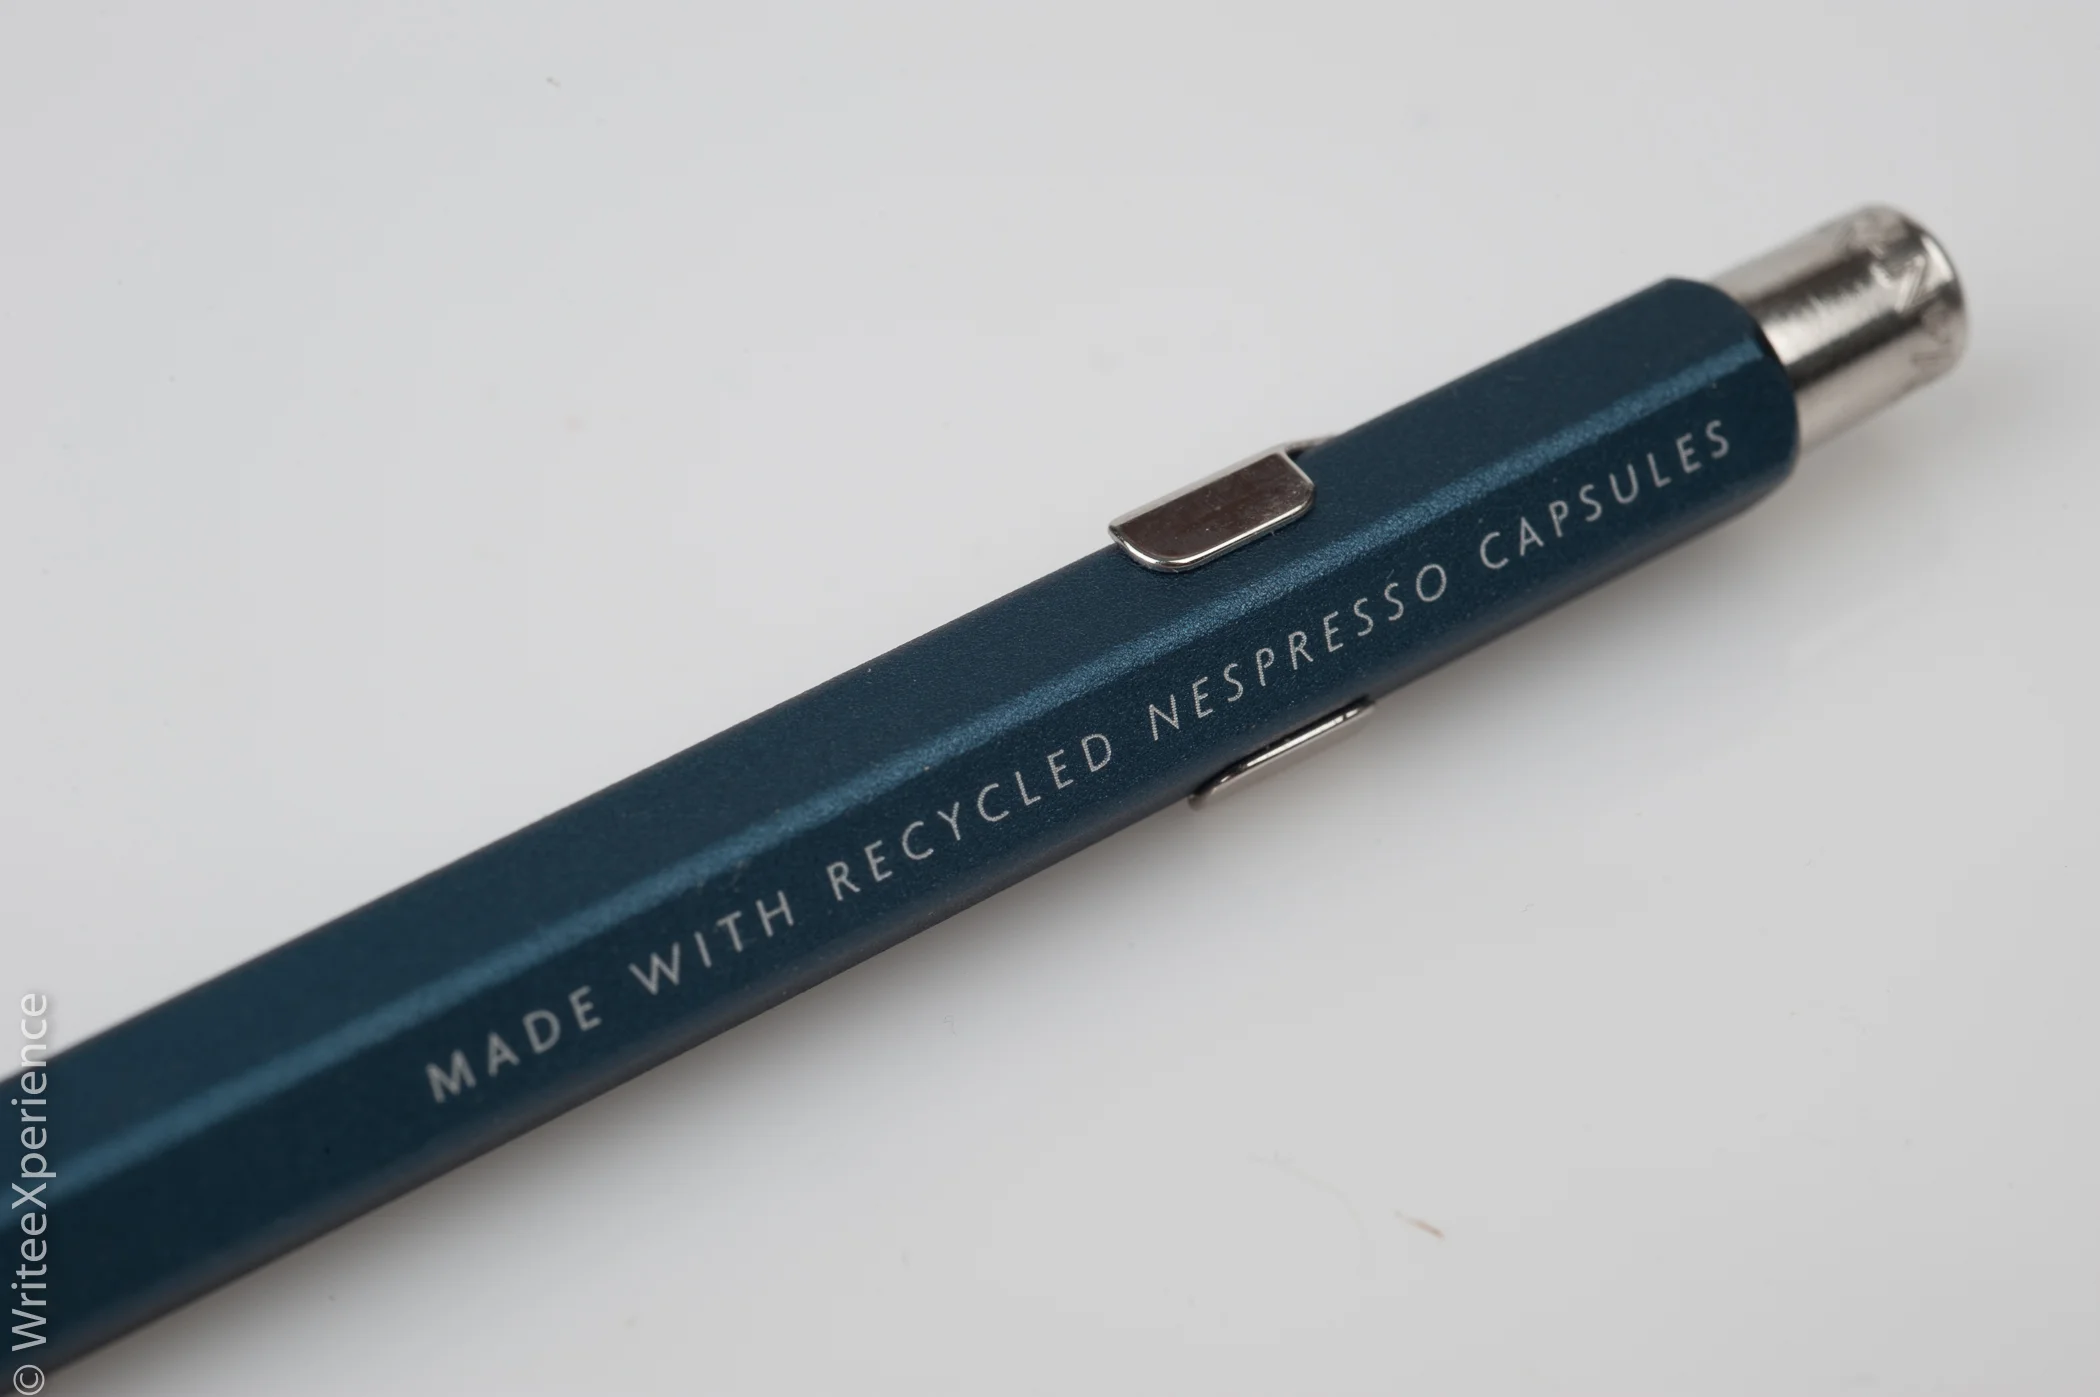 MADE WITH RECYCLED NESPRESSO CAPSULES
© WriteeXperience